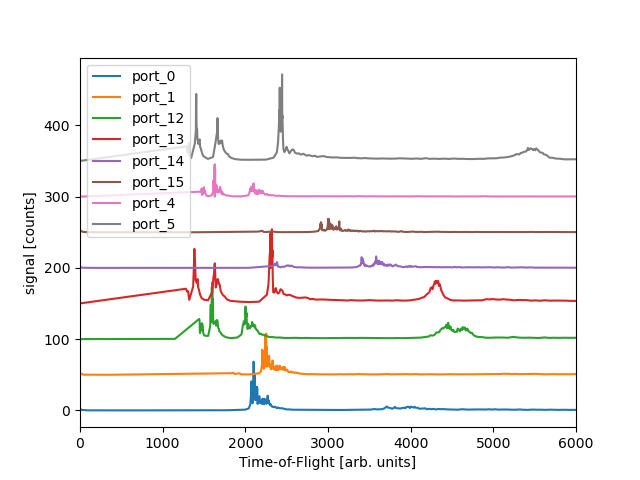 port_0
port_1
port_12
port_13
port_14
port_15
port_4
port_5
signal [counts]
400
300
200
100
0
0 1000 2000 3000 4000 5000 6000
Time-of-Flight [arb. units]